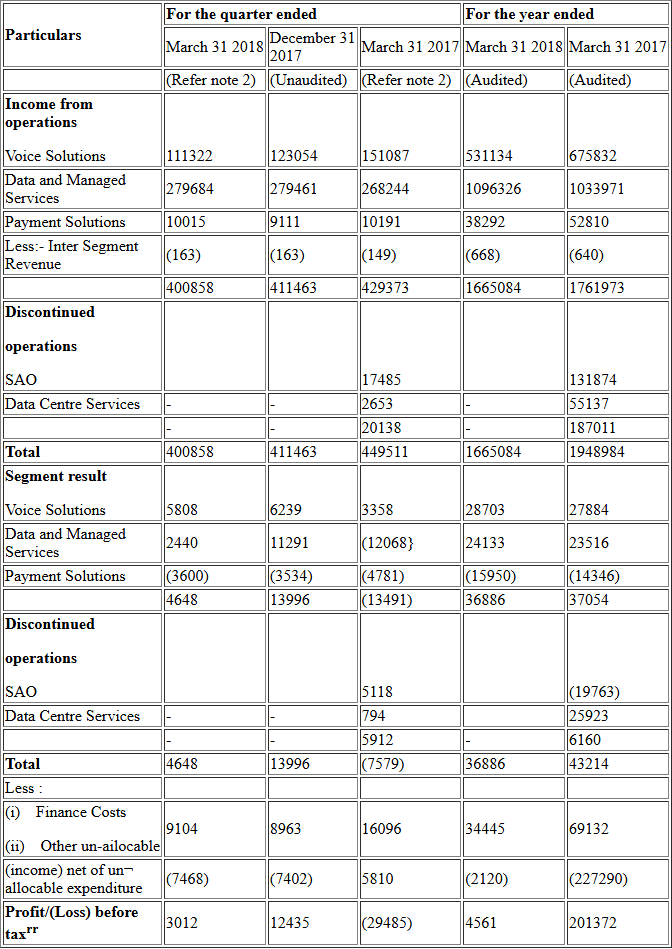 Particulars For the quarter ended For the year ended
March 31 2018 December 31 2017 March 31 2017 March 31 2018 March 31 2017
(Refer note 2) (Unaudited) (Refer note 2) (Audited) (Audited)
Income from
operations
Voice Solutions 111322 123054 151087 531134 675832
Data and Managed
Services 279684 279461 268244 1096326 1033971
Payment Solutions 10015 9111 10191 38292 52810
Less:- Inter Segment
Revenue (163) (163) (149) (668) (640)
400858 411463 429373 1665084 1761973
Discontinued
operations
SAO 17485 131874
Data Centre Services - - 2653 - 55137
- - 20138 - 187011
Total 400858 411463 449511 1665084 1948984
Segment result
Voice Solutions 5808 6239 3358 28703 27884
Data and Managed
Services 2440 11291 (12068} 24133 23516
Payment Solutions (3600) (3534) (4781) (15950) (14346)
4648 13996 (13491) 36886 37054
Discontinued
operations
SAO 5118 (19763)
Data Centre Services - - 794 25923
- - 5912 - 6160
Total 4648 13996 (7579) 36886 43214
Less :
(i) Finance Costs
9104 8963 16096 34445 69132
(ii) Other un-ailocable
(income) net of un¬
allocable expenditure (7468) (7402) 5810 (2120) (227290)
Profit/(Loss) before
taxrr 3012 12435 (29485) 4561 201372